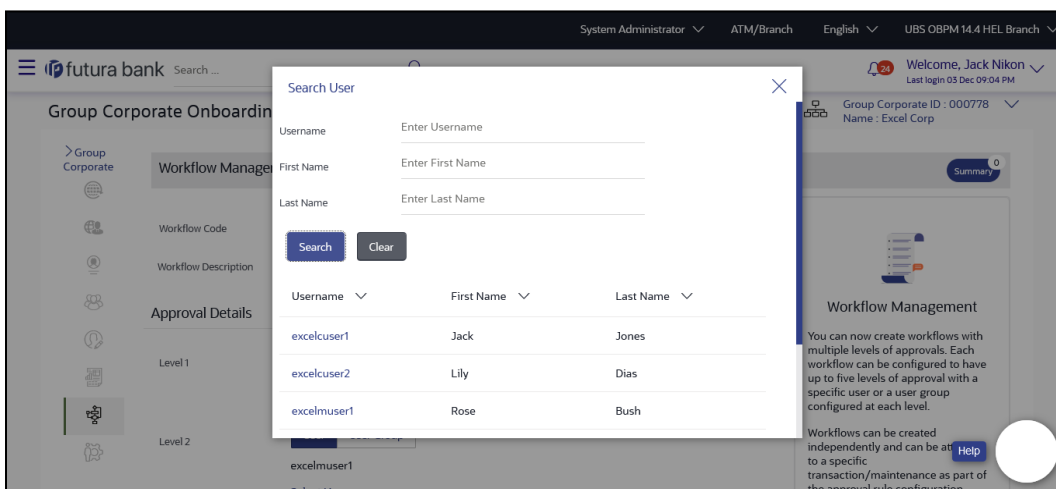 System Administrator ATM/Branch English UBS OBPM 14.4 HEL Branch
futura bank Search ...
24 Welcome, Jack Nikon
Last login 03 Dec 09:04 PM
Group Corporate Onboardin
Group Corporate ID : 000778
Name : Excel Corp
Search User
Username Enter Username
First Name Enter First Name
Last Name Enter Last Name
Search Clear
Username First Name Last Name
excelcuser1 Jack Jones
excelcuser2 Lily Dias
excelmuser1 Rose Bush
>Group
Corporate
Workflow Manage
Summary 0
Workflow Code
Workflow Description
Approval Details
Level 1
Level 2
excelmuser1
Workflow Management
You can now create workflows with
multiple levels of approvals. Each
workflow can be configured to have
up to five levels of approval with a
specific user or a user group
configured at each level.
Workflows can be created
independently and can be at
to a specific
transaction/maintenance as part of
the approval rule configuration
Help